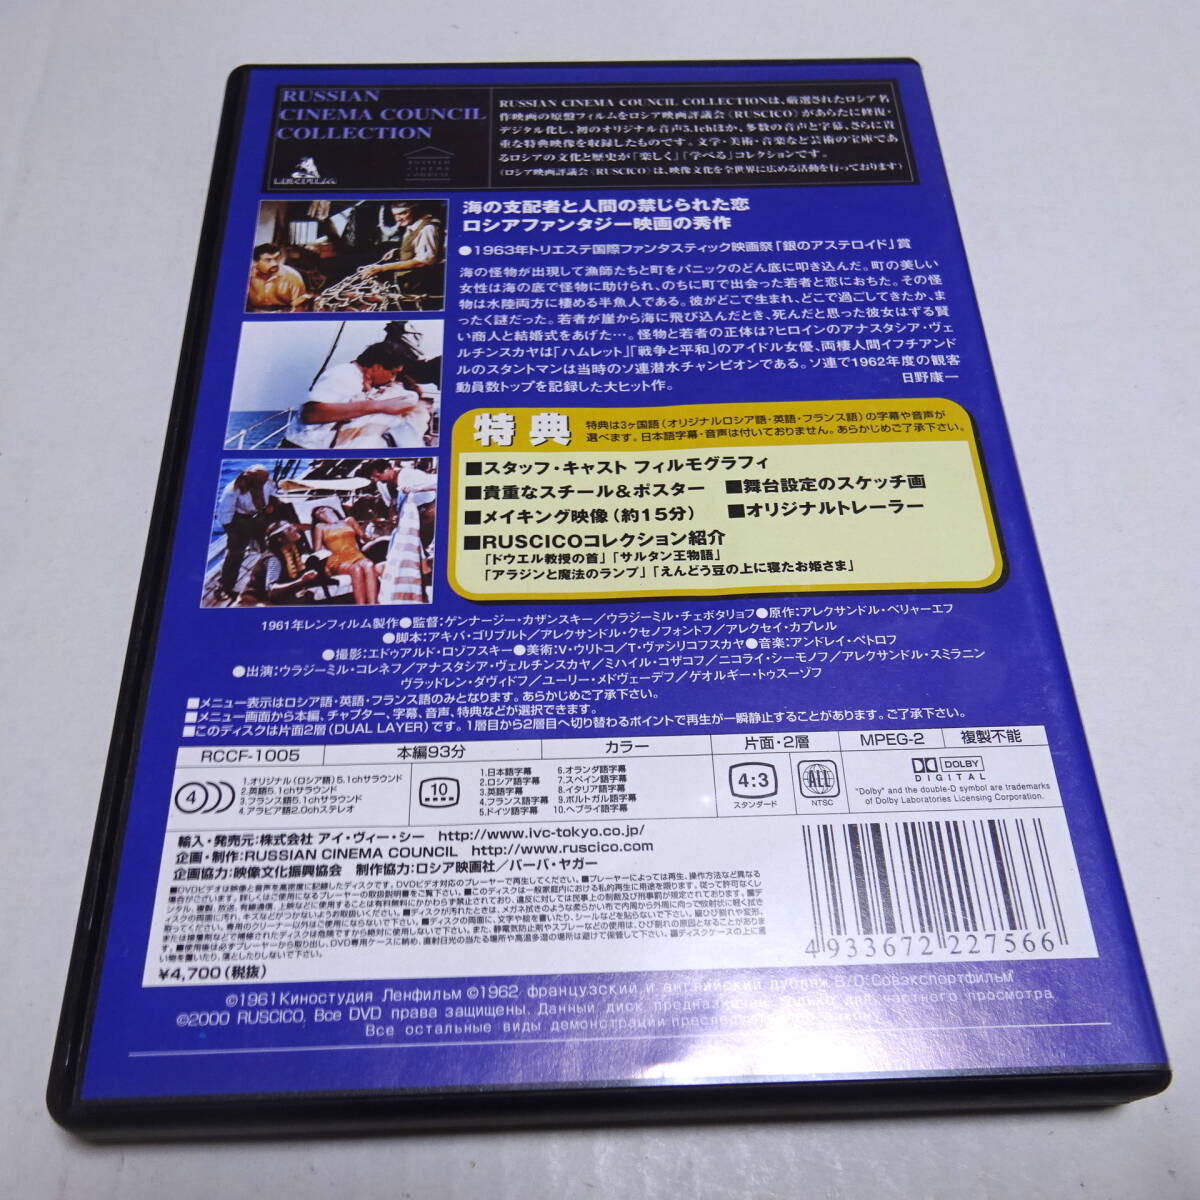 RUSSIAN
CINEMA COUNCIL
COLLECTION
RUSSIAN CINEMA COUNCIL COLLECTIONは、厳選されたロシア名
作映画の原盤フィルムをロシア映画評議会〈RUSCICO〉があらたに修復・
デジタル化し、初のオリジナル音声5.1chほか、多数の音声と字幕、さらに貴
重な特典映像を収録したものです。文学・美術・音楽など芸術の宝庫であ
るロシアの文化と歴史が「楽しく」「学べる」コレクションです。
(ロシア映画評議会〈RUSCICO〉は、映像文化を全世界に広める活動を行っております)
RUSSIAN
CINEMA
COUNCIL
海の支配者と人間の禁じられた恋
ロシアファンタジー映画の秀作
●1963年トリエステ国際ファンタスティック映画祭「銀のアステロイド」賞
海の怪物が出現して漁師たちと町をパニックのどん底に叩き込んだ。町の美しい
女性は海の底で怪物に助けられ、のちに町で出会った若者と恋におちた。その怪
物は水陸両方に棲める半魚人である。彼がどこで生まれ、どこで過ごしてきたか、ま
ったく謎だった。若者が崖から海に飛び込んだとき、死んだと思った彼女はずる賢
い商人と結婚式をあげた…。怪物と若者の正体は?ヒロインのアナスタシア・ヴェ
ルチンスカヤは「ハムレット」「戦争と平和」のアイドル女優、両棲人間イフチアンド
ルのスタントマンは当時のソ連潜水チャンピオンである。ソ連で1962年度の観客
動員数トップを記録した大ヒット作。 日野康一
特典 特典は3ヶ国語(オリジナルロシア語・英語・フランス語)の字幕や音声が
選べます。日本語字幕・音声は付いておりません。あらかじめご了承下さい。
■スタッフ・キャスト フィルモグラフィ
■貴重なスチール&ポスター ■舞台設定のスケッチ画
■メイキング映像(約15分) ■オリジナルトレーラー
■RUSCICOコレクション紹介
「ドウエル教授の首」「サルタン王物語」
「アラジンと魔法のランプ」「えんどう豆の上に寝たお姫さま」
1961年レンフィルム製作●監督:ゲンナージー・カザンスキー/ウラジーミル・チェボタリョフ●原作:アレクサンドル・ベリャーエフ
●脚本:アキバ・ゴリブルト/アレクサンドル・クセノフォントフ/アレクセイ・カプレル
●撮影:エドゥアルド・ロゾフスキー●美術:V・ウリトコ/T・ヴァシリコフスカヤ●音楽:アンドレイ・ペトロフ
●出演:ウラジーミル・コレネフ/アナスタシア・ヴェルチンスカヤ/ミハイル・コザコフ/ニコライ・シーモノフ/アレクサンドル・スミラニン
ヴラッドレン・ダヴィドフ/ユーリー・メドヴェーデフ/ゲオルギー・トゥスーゾフ
■メニュー表示はロシア語・英語・フランス語のみとなります。あらかじめご了承下さい。
■メニュー画面から本編、チャプター、字幕、音声、特典などが選択できます。
■このディスクは片面2層(DUAL LAYER)です。1層目から2層目へ切り替わるポイントで再生が一瞬静止することがあります。ご了承下さい。
RCCF-1005 本編93分 カラー 片面・2層 MPEG-2 複製不能
4
1.オリジナル(ロシア語)5.1chサラウンド
2.英語5.1chサラウンド
3.フランス語5.1chサラウンド
4.アラビア語2.0chステレオ
10
1.日本語字幕
2.ロシア語字幕
3.英語字幕
4.フランス語字幕
5.ドイツ語字幕
6.オランダ語字幕
7.スペイン語字幕
8.イタリア語字幕
9.ポルトガル語字幕
10.ヘブライ語字幕
4:3
スタンダード
ALL
NTSC
DOLBY
DIGITAL
"Dolby" and the double-D symbol are trademarks
of Dolby Laboratories Licensing Corporation.
輸入・発売元:株式会社 アイ・ヴィー・シー http://www.ivc-tokyo.co.jp/
企画・制作:RUSSIAN CINEMA COUNCIL http://www.ruscico.com
企画協力:映像文化振興協会 制作協力:ロシア映画社/バーバ・ヤガー
¥4,700(税抜)
4933672 227566
©1961Киностудия Ленфильм ©1962 французский и английский дубляж В/О:Совэкспортфильм
©2000 RUSCICO. Все DVD права защищены. Данный диск предназначен только для частного просмотра
Все остальные виды демонстрации преследуются по закону.